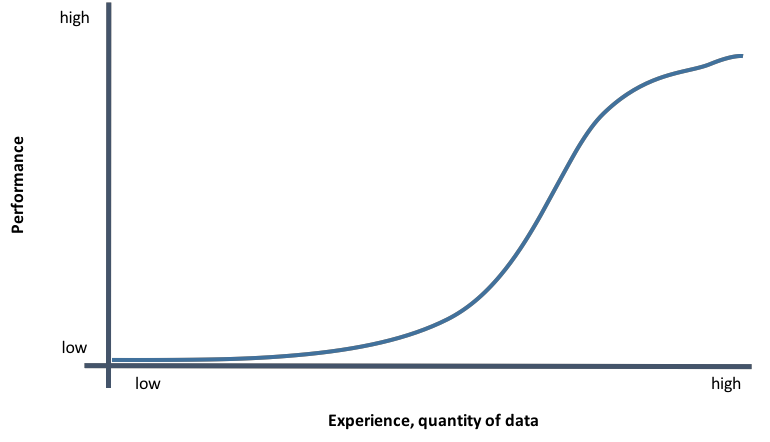 high
Performance
low
low
high
Experience, quantity of data